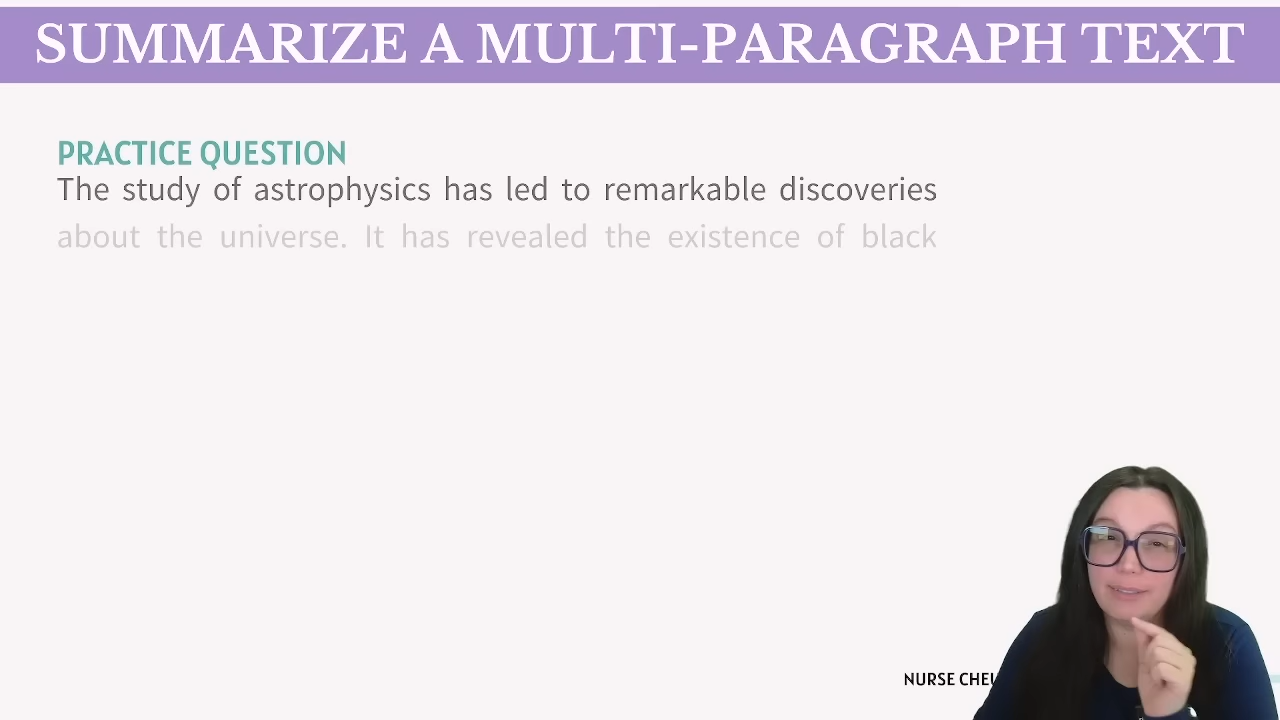 SUMMARIZE A MULTI-PARAGRAPH TEXT
PRACTICE QUESTION
The study of astrophysics has led to remarkable discoveries
about the universe. It has revealed the existence of black
NURSE